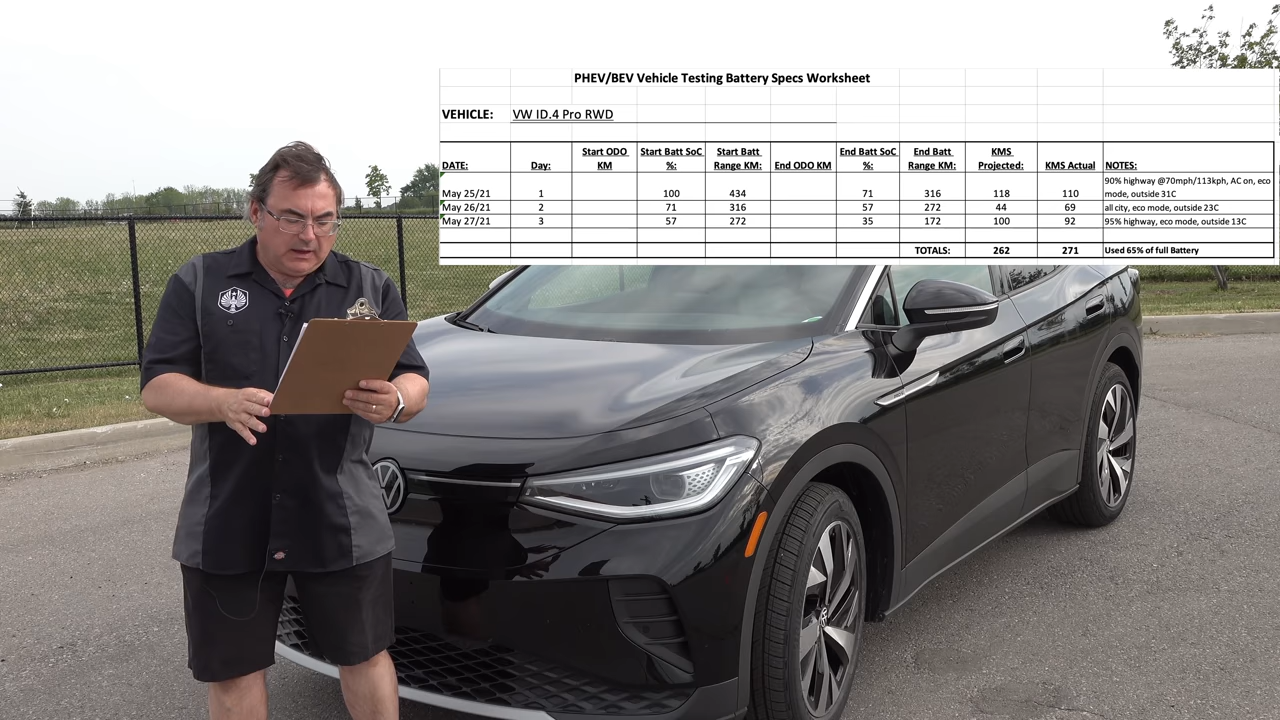 PHEV/BEV Vehicle Testing Battery Specs Worksheet
VEHICLE: VW ID.4 Pro RWD
DATE: Day: Start ODO KM Start Batt SoC %: Start Batt Range KM: End ODO KM End Batt SoC %: End Batt Range KM: KMS Projected: KMS Actual NOTES:
May 25/21 1 100 434 71 316 118 110 90% highway @70mph/113kph, AC on, eco mode, outside 31C
May 26/21 2 71 316 57 272 44 69 all city, eco mode, outside 23C
May 27/21 3 57 272 35 172 100 92 95% highway, eco mode, outside 13C
TOTALS: 262 271 Used 65% of full Battery